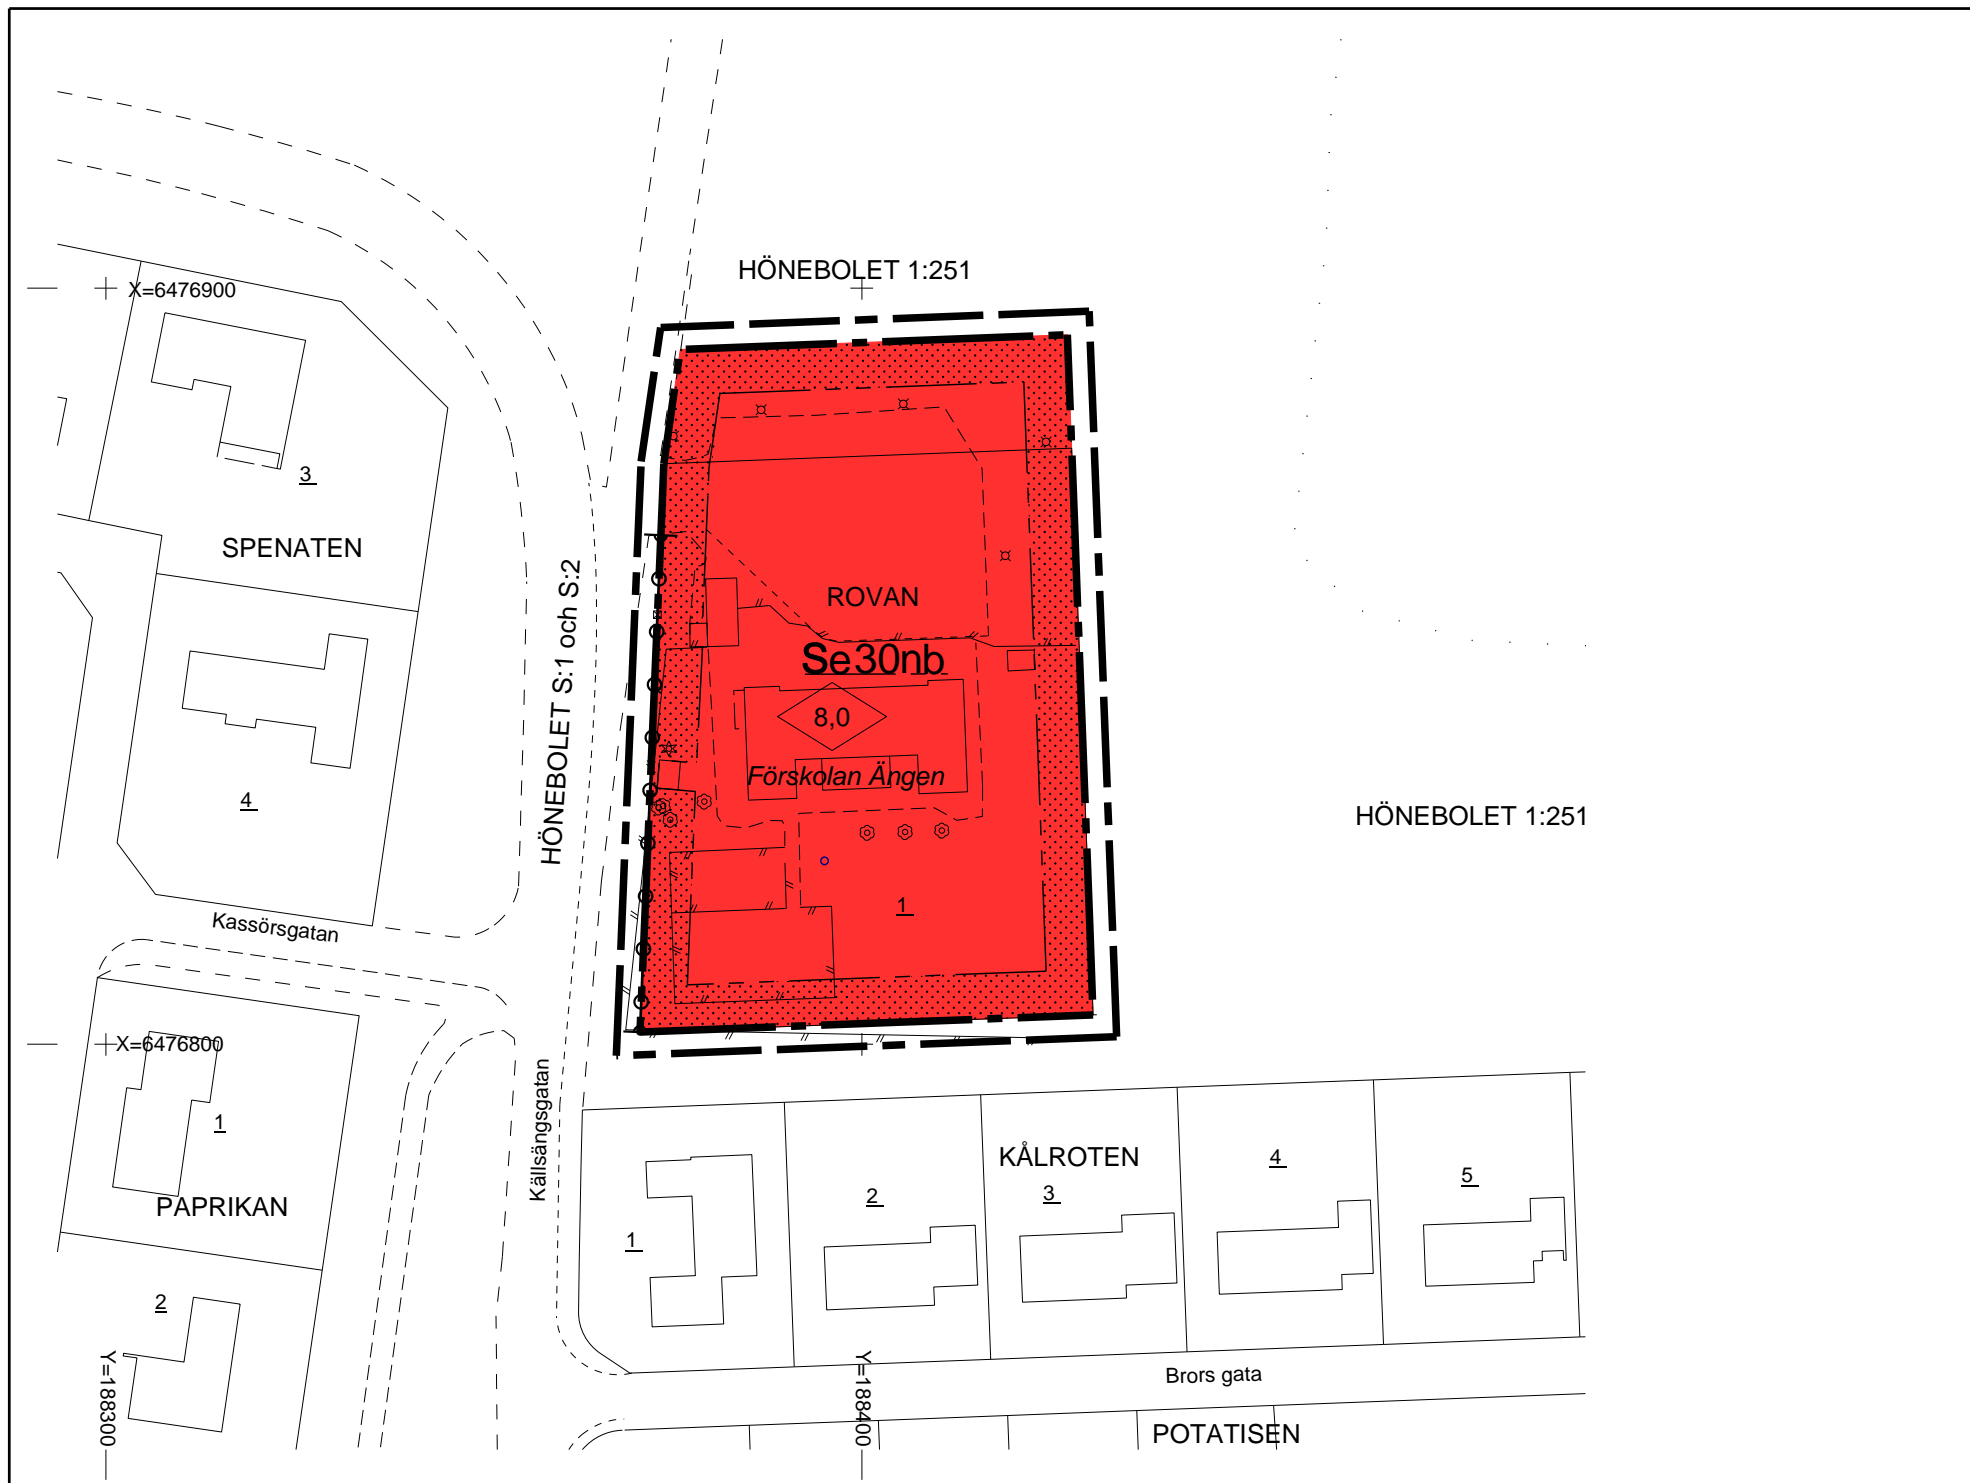 HÖNEBOLET 1:251
X=6476900
3
SPENATEN
HÖNEBOLET S:1 och S:2
ROVAN
Se30nb
8,0
Förskolan Ängen
4
HÖNEBOLET 1:251
1
Kassörsgatan
X=6476800
Källsängsgatan
1
PAPRIKAN
KÅLROTEN
1
2
3
4
5
2
Y=188300
Y=188400
Brors gata
POTATISEN